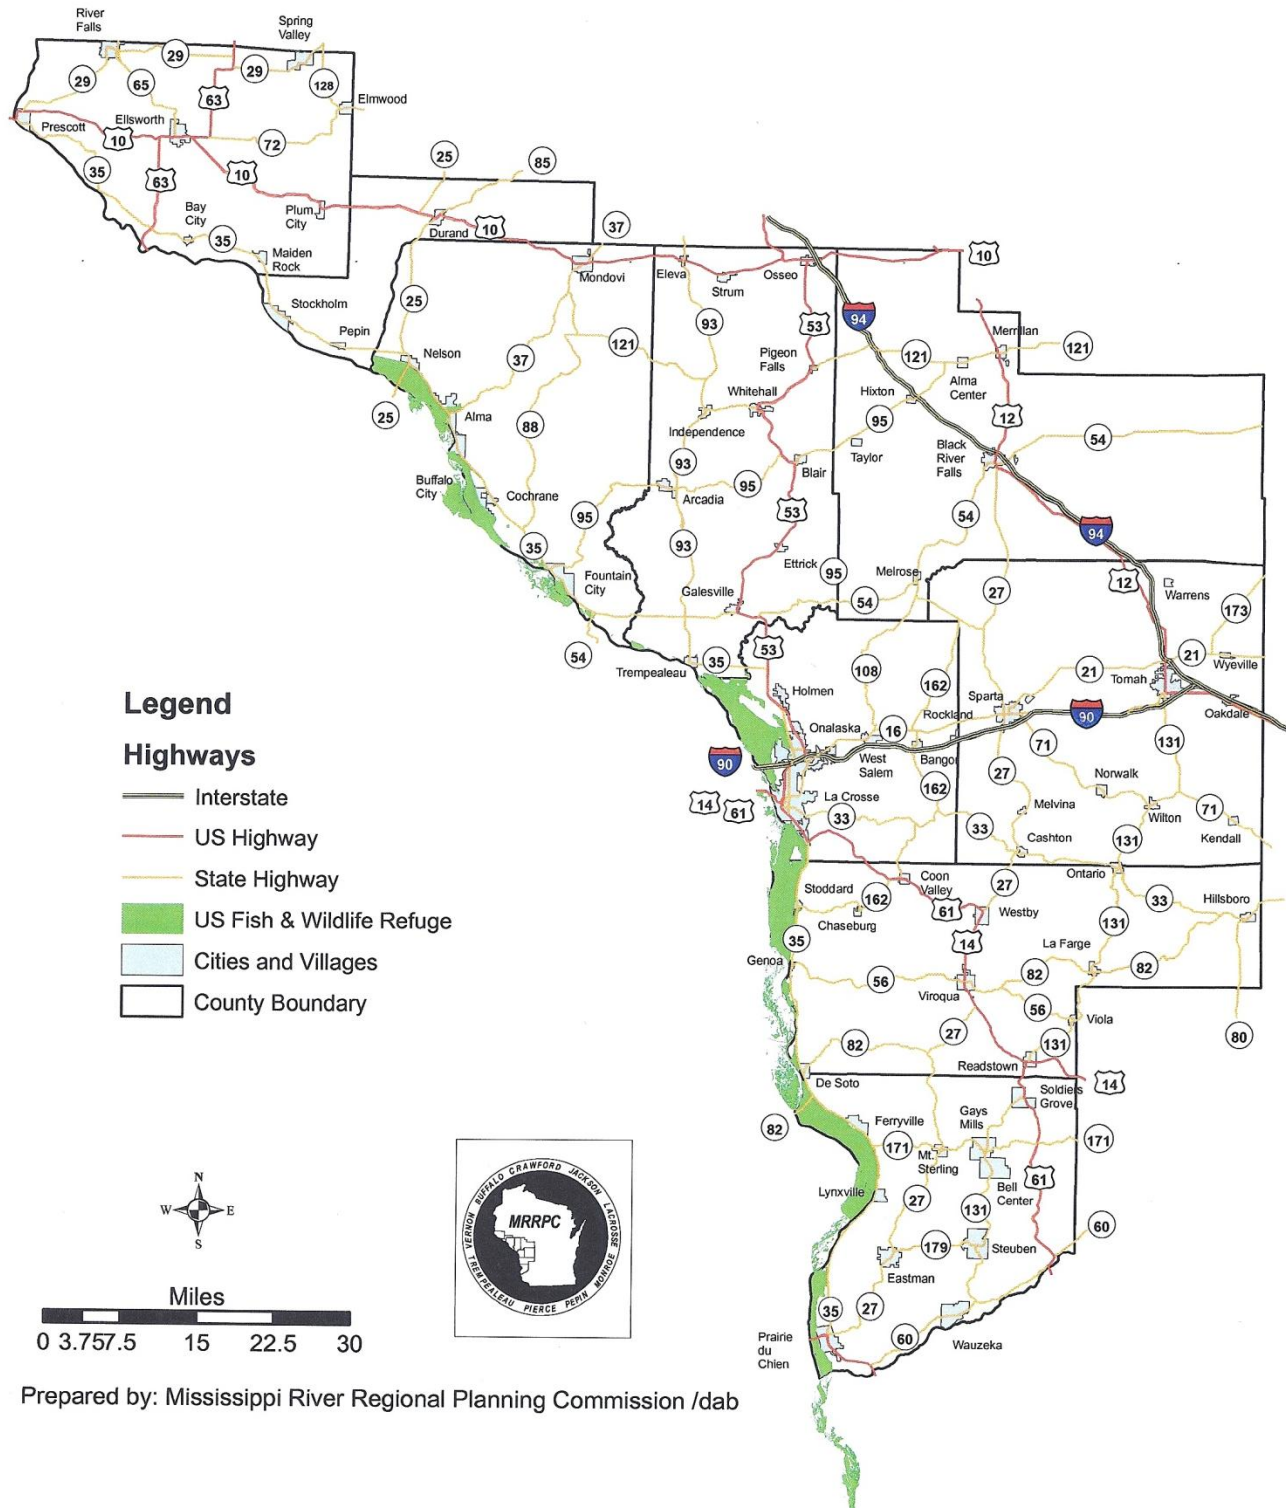 River
Falls
Spring
Valley
29
29
29
65
128
63
Elmwood
Prescott
Ellsworth
10
72
35
63
10
25
85
Bay
City
Plum
City
35
Durand
10
37
Maiden
Rock
Mondovi
Eleva
Strum
Osseo
10
Stockholm
25
94
Pepin
93
53
Merrillan
Nelson
37
121
Pigeon
Falls
121
121
Alma
Center
Whitehall
Hixton
25
Alma
88
Independence
95
12
54
Black
River
Falls
Taylor
Buffalo
City
93
Blair
Cochrane
Arcadia
95
95
53
54
94
35
93
Ettrick
95
Melrose
12
Fountain
City
Galesville
27
Warrens
54
173
54
53
Trempealeau
35
108
162
21
21
Wyeville
Tomah
Holmen
Sparta
Oakdale
Rockland
90
Onalaska
16
71
131
90
West
Salem
Bangor
27
14
61
La Crosse
162
Norwalk
Melvina
33
33
Wilton
71
Kendall
Cashton
131
Coon
Valley
27
Ontario
Stoddard
162
61
Westby
33
Hillsboro
Chaseburg
35
14
131
La Farge
Genoa
56
82
82
Viroqua
56
Viola
82
27
131
80
Readstown
De Soto
14
Soldiers
Grove
82
Ferryville
Gays
Mills
171
171
Mt.
Sterling
Bell
Center
61
Lynxville
27
131
60
179
Steuben
Eastman
35
27
60
Wauzeka
Prairie
du
Chien
Legend
Highways
Interstate
US Highway
State Highway
US Fish & Wildlife Refuge
Cities and Villages
County Boundary
N
W E
S
Miles
0 3.75 7.5 15 22.5 30
MRRPC
VERNON BUFFALO CRAWFORD JACKSON LACROSSE
TREMPEALEAU PIERCE PEPIN MONROE
Prepared by: Mississippi River Regional Planning Commission /dab